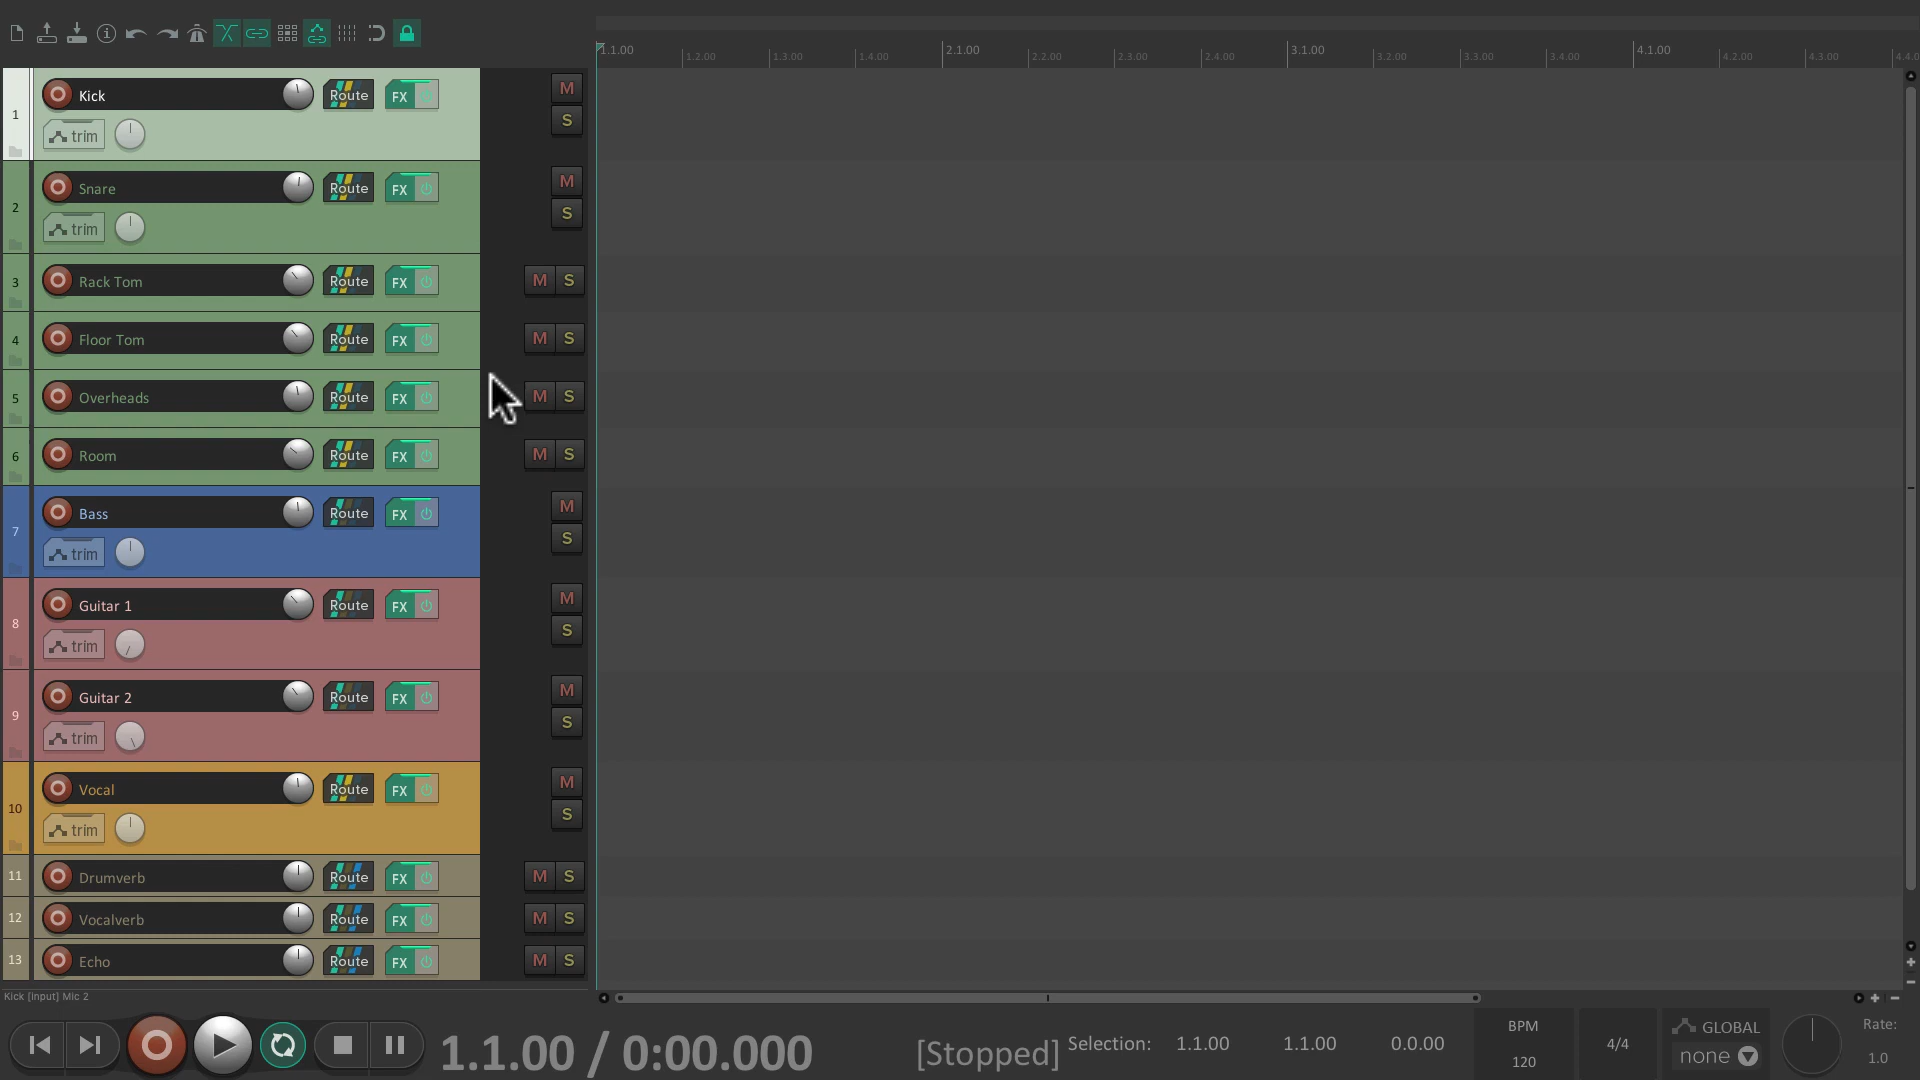 1.1.00 2.1.00 3.1.00 4.1.00
1.2.00 1.3.00 1.4.00 2.2.00 2.3.00 2.4.00 3.2.00 3.3.00 3.4.00 4.2.00 4.3.00
1 Kick Route FX M
trim S
2 Snare Route FX M
trim S
3 Rack Tom Route FX M S
4 Floor Tom Route FX M S
5 Overheads Route FX M S
6 Room Route FX M S
7 Bass Route FX M
trim S
8 Guitar 1 Route FX M
trim S
9 Guitar 2 Route FX M
trim S
10 Vocal Route FX M
trim S
11 Drumverb Route FX M S
12 Vocalverb Route FX M S
13 Echo Route FX M S
Kick [Input] Mic 2
1.1.00 / 0:00.000 [Stopped] Selection: 1.1.00 1.1.00 0.0.00
BPM
120
4/4
GLOBAL
none
Rate:
1.0